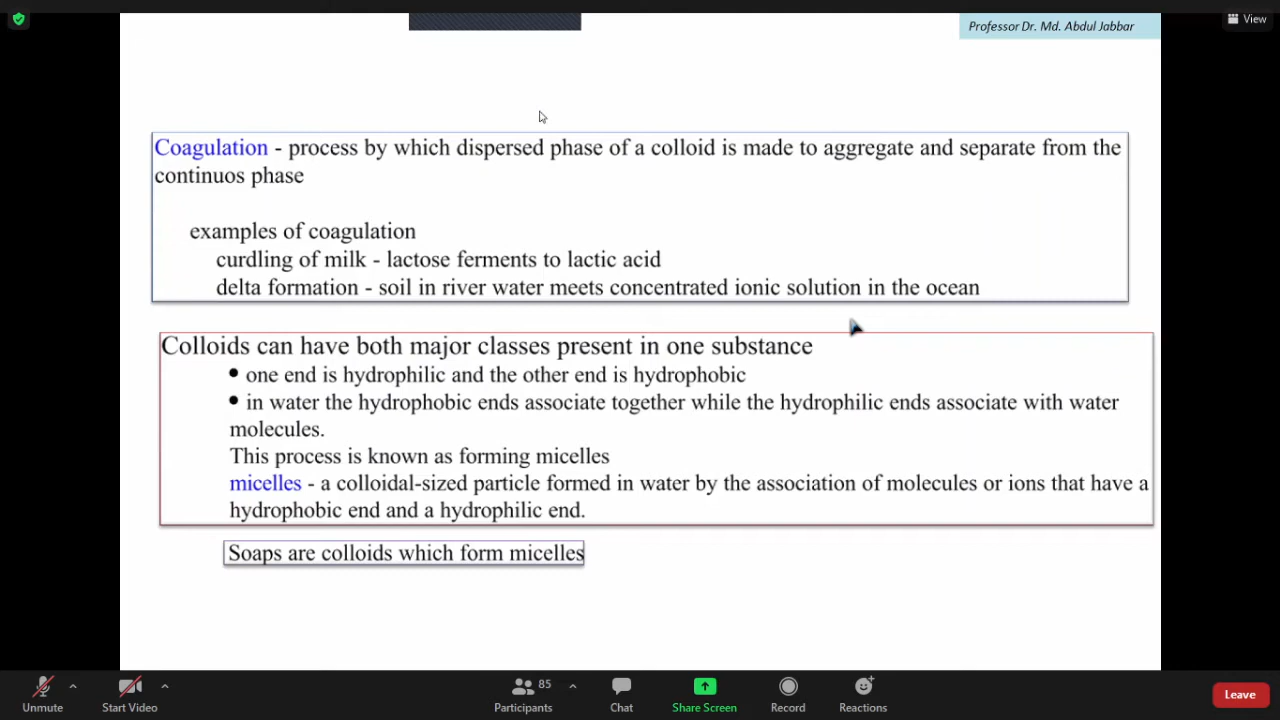 View
Professor Dr. Md. Abdul Jabbar
Coagulation - process by which dispersed phase of a colloid is made to aggregate and separate from the
continuos phase
examples of coagulation
curdling of milk - lactose ferments to lactic acid
delta formation - soil in river water meets concentrated ionic solution in the ocean
Colloids can have both major classes present in one substance
• one end is hydrophilic and the other end is hydrophobic
• in water the hydrophobic ends associate together while the hydrophilic ends associate with water
molecules.
This process is known as forming micelles
micelles - a colloidal-sized particle formed in water by the association of molecules or ions that have a
hydrophobic end and a hydrophilic end.
Soaps are colloids which form micelles
85
Unmute Start Video Participants Chat Share Screen Record Reactions Leave